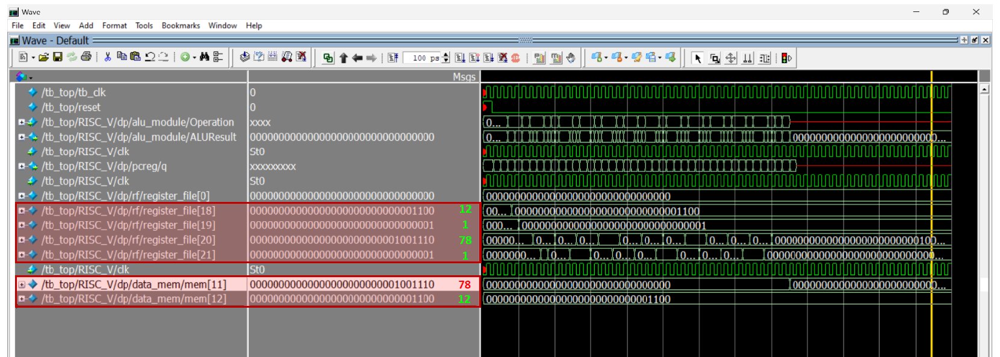 Wave
File Edit View Add Format Tools Bookmarks Window Help
Wave - Default
100 ps
Msgs
/tb_top/tb_clk 0
/tb_top/reset 0
/tb_top/RISC_V/dp/alu_module/Operation xxxx 0...
/tb_top/RISC_V/dp/alu_module/ALUResult 00000000000000000000000000000000 0... 0000000000000000000000000...
/tb_top/RISC_V/clk St0
/tb_top/RISC_V/dp/pcreg/q xxxxxxxxx
/tb_top/RISC_V/clk St0
/tb_top/RISC_V/dp/rf/register_file[0] 00000000000000000000000000000000 00000000000000000000000000000000
/tb_top/RISC_V/dp/rf/register_file[18] 00000000000000000000000000001100 12 00... 00000000000000000000000000001100
/tb_top/RISC_V/dp/rf/register_file[19] 00000000000000000000000000000001 1 000... 00000000000000000000000000000001
/tb_top/RISC_V/dp/rf/register_file[20] 00000000000000000000000001001110 78 00000... 0... 0... 0... 0... 0... 0... 0... 0... 0... 0000000000000000000000000100...
/tb_top/RISC_V/dp/rf/register_file[21] 00000000000000000000000000000001 1 0000000... 0... 0... 0... 0... 0... 0... 0... 00000000000000000000000000000...
/tb_top/RISC_V/clk St0
/tb_top/RISC_V/dp/data_mem/mem[11] 00000000000000000000000001001110 78 00000000000000000000000000000000 0000000000000000000000000...
/tb_top/RISC_V/dp/data_mem/mem[12] 00000000000000000000000000001100 12 00000000000000000000000000001100